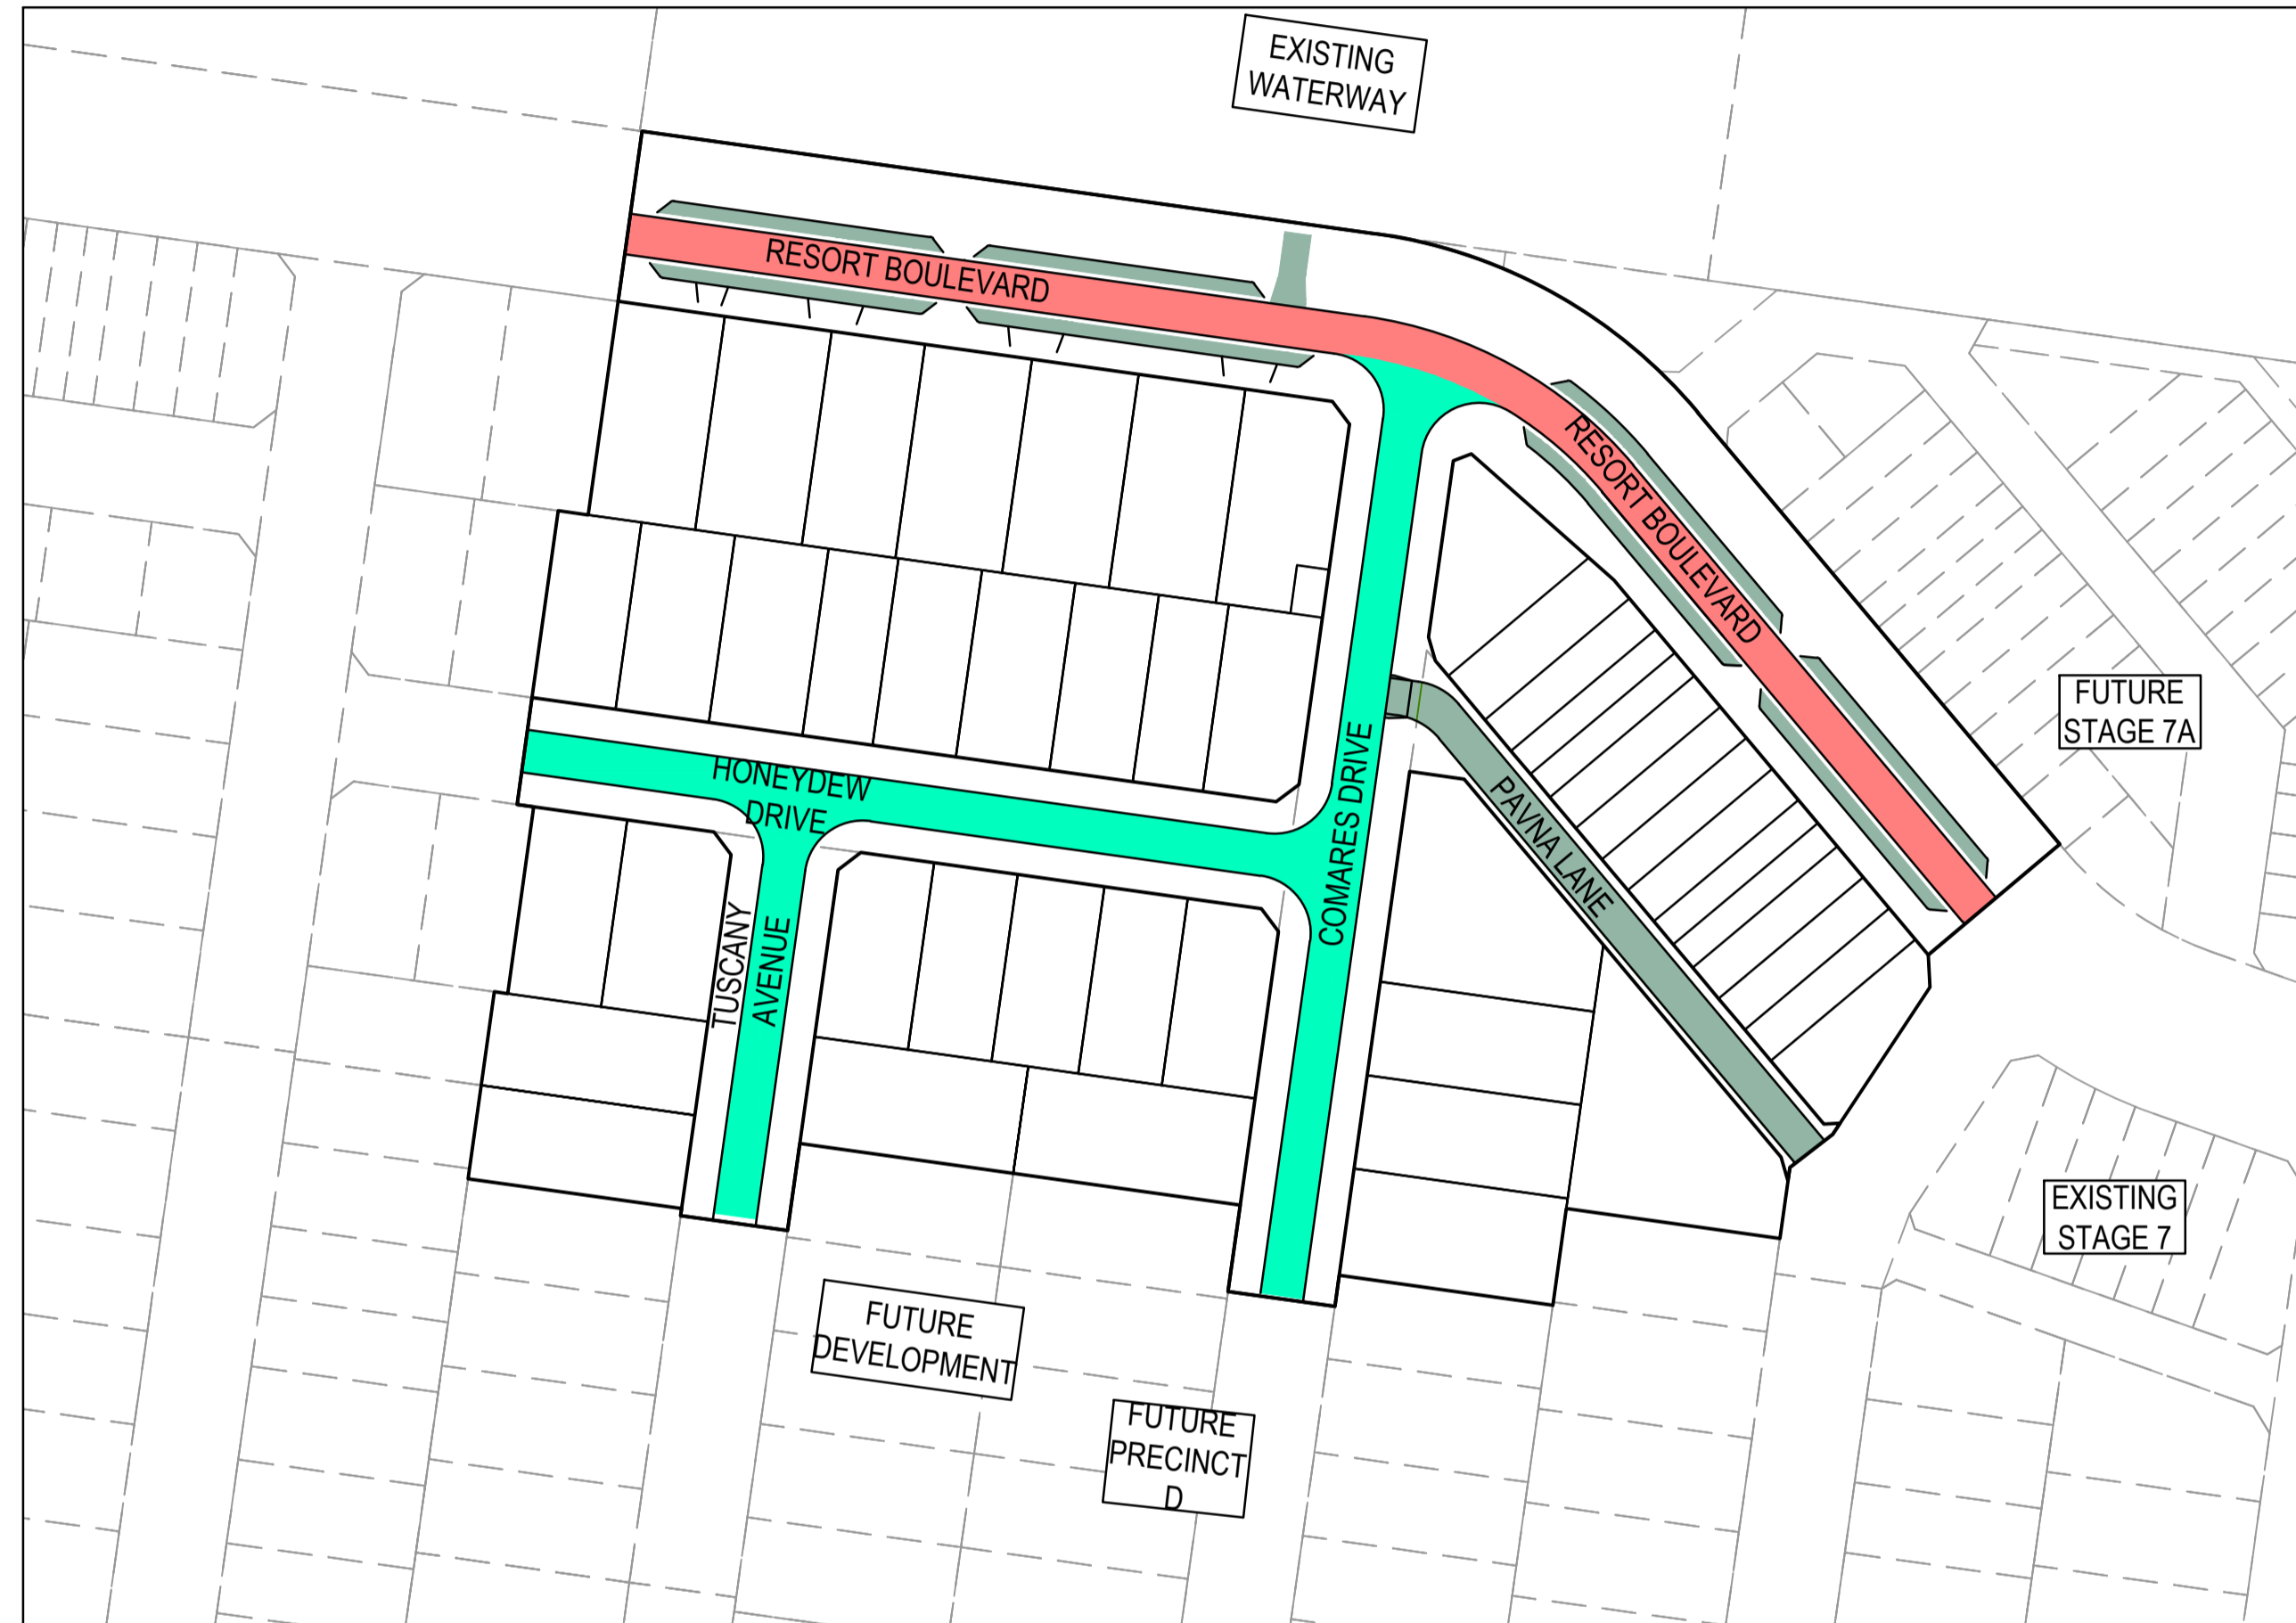 EXISTING
WATERWAY
RESORT BOULEVARD
RESORT BOULEVARD
FUTURE
STAGE 7A
HONEYDEW
DRIVE
COMARES DRIVE
PAVNA LANE
TUSCANY
AVENUE
EXISTING
STAGE 7
FUTURE
DEVELOPMENT
FUTURE
PRECINCT
D